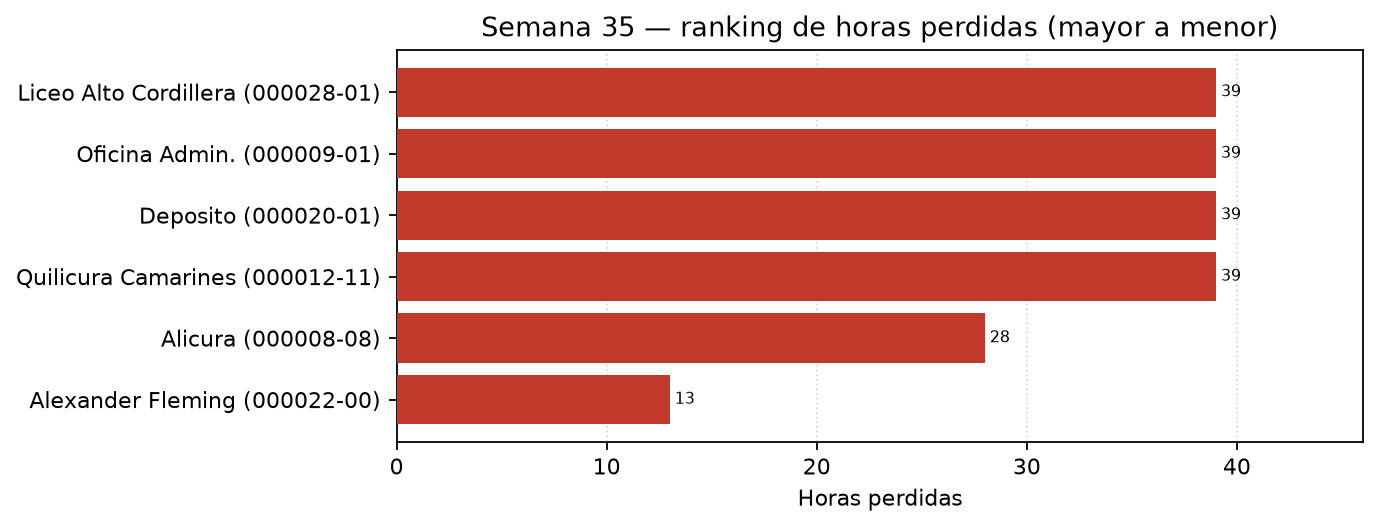 Semana 35 — ranking de horas perdidas (mayor a menor)
Liceo Alto Cordillera (000028-01) 39
Oficina Admin. (000009-01) 39
Deposito (000020-01) 39
Quilicura Camarines (000012-11) 39
Alicura (000008-08) 28
Alexander Fleming (000022-00) 13
0 10 20 30 40
Horas perdidas